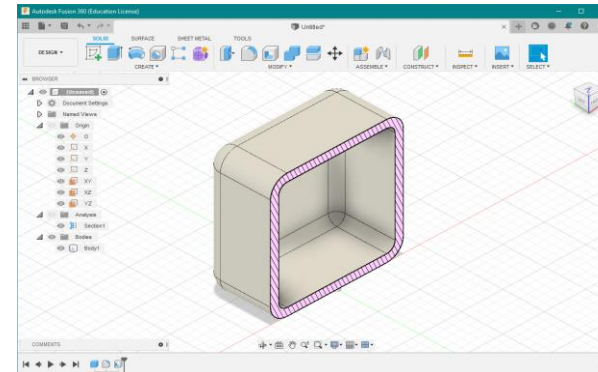 Autodesk Fusion 360 (Education License)
Untitled*
SOLID SURFACE SHEET METAL TOOLS
DESIGN
CREATE MODIFY ASSEMBLE CONSTRUCT INSPECT INSERT SELECT
BROWSER
(Unsaved)
Document Settings
Named Views
Origin
O
X
Y
Z
XY
XZ
YZ
Analysis
Section1
Bodies
Body1
COMMENTS